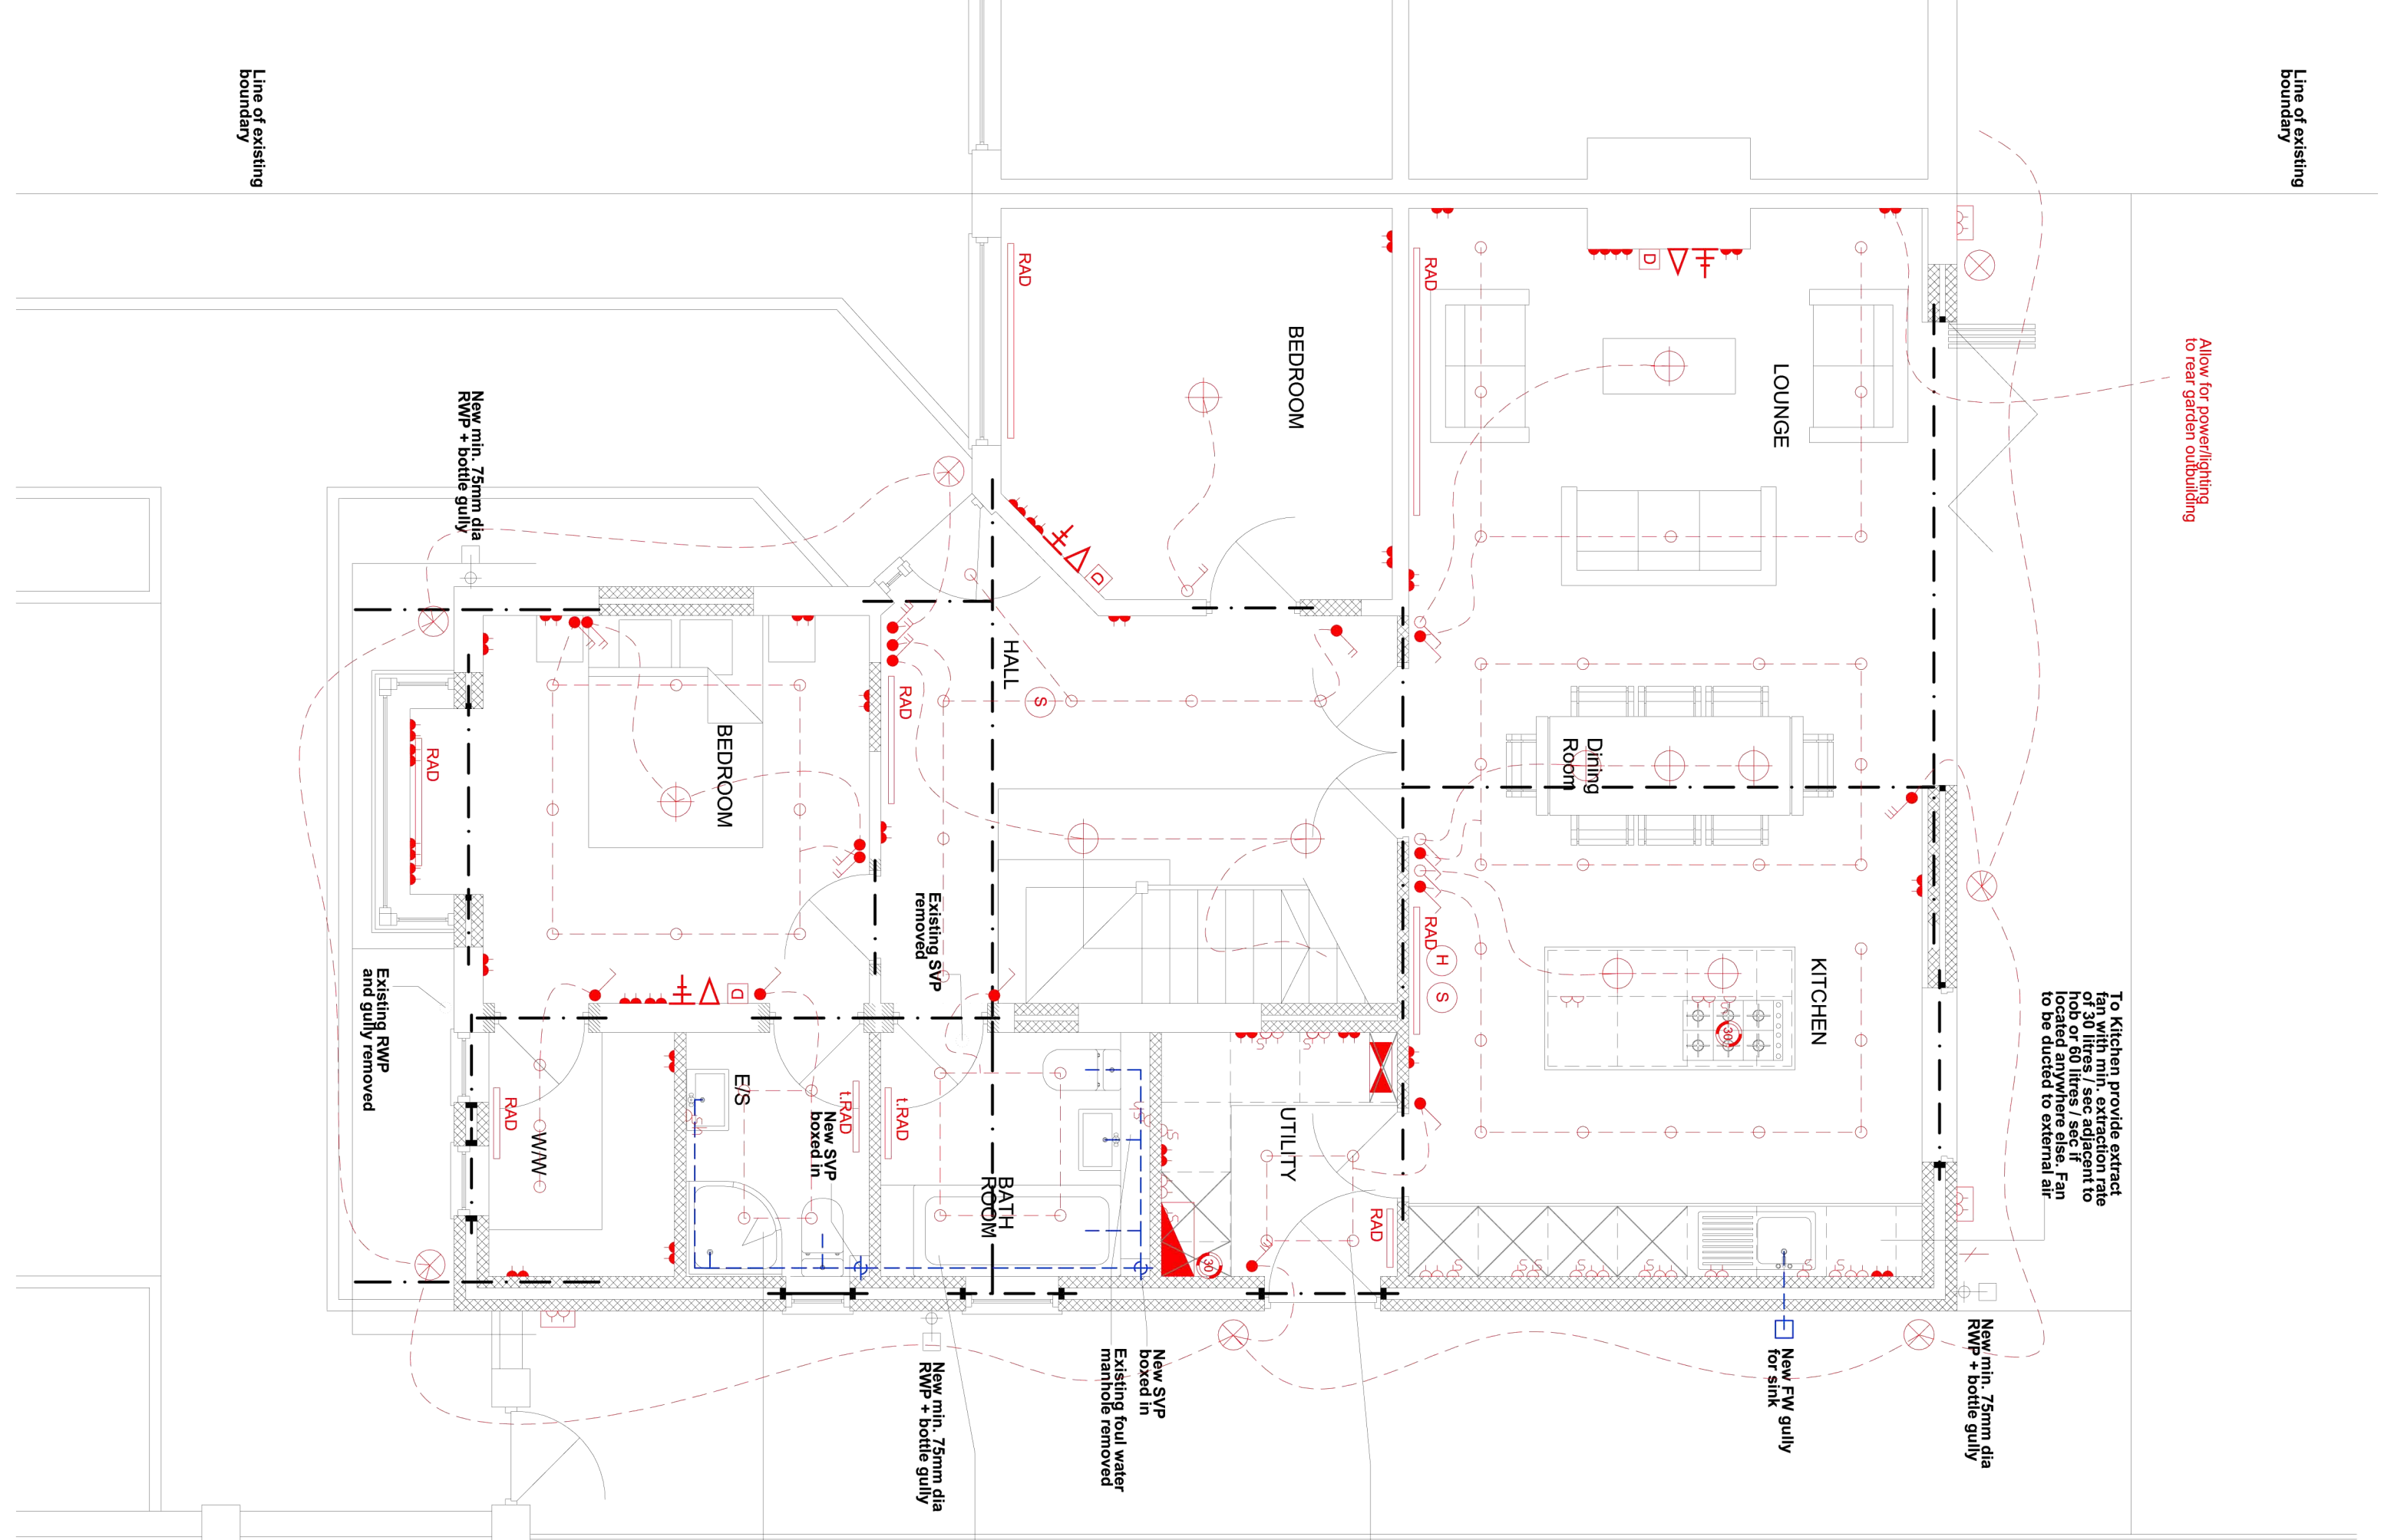 Line of existing
boundary
Line of existing
boundary
Allow for power/lighting
to rear garden outbuilding
New min. 75mm dia
RWP + bottle gully
RAD
BEDROOM
RAD
D
LOUNGE
D
HALL
S
RAD
BEDROOM
RAD
Dining
Room
Existing SVP
removed
D
RAD
H
S
KITCHEN
30
To Kitchen provide extract
fan with min. extraction rate
of 30 litres / sec adjacent to
hob or 60 litres / sec if
located anywhere else. Fan
to be ducted to external air
Existing RWP
and gully removed
RAD
W/W
E/S
t.RAD
New SVP
boxed in
t.RAD
BATH
ROOM
UTILITY
S
S
S
S
S
S
RAD
30
S
S
S
S
S
S
New min. 75mm dia
RWP + bottle gully
Existing foul water
manhole removed
New SVP
boxed in
New FW gully
for sink
New min. 75mm dia
RWP + bottle gully